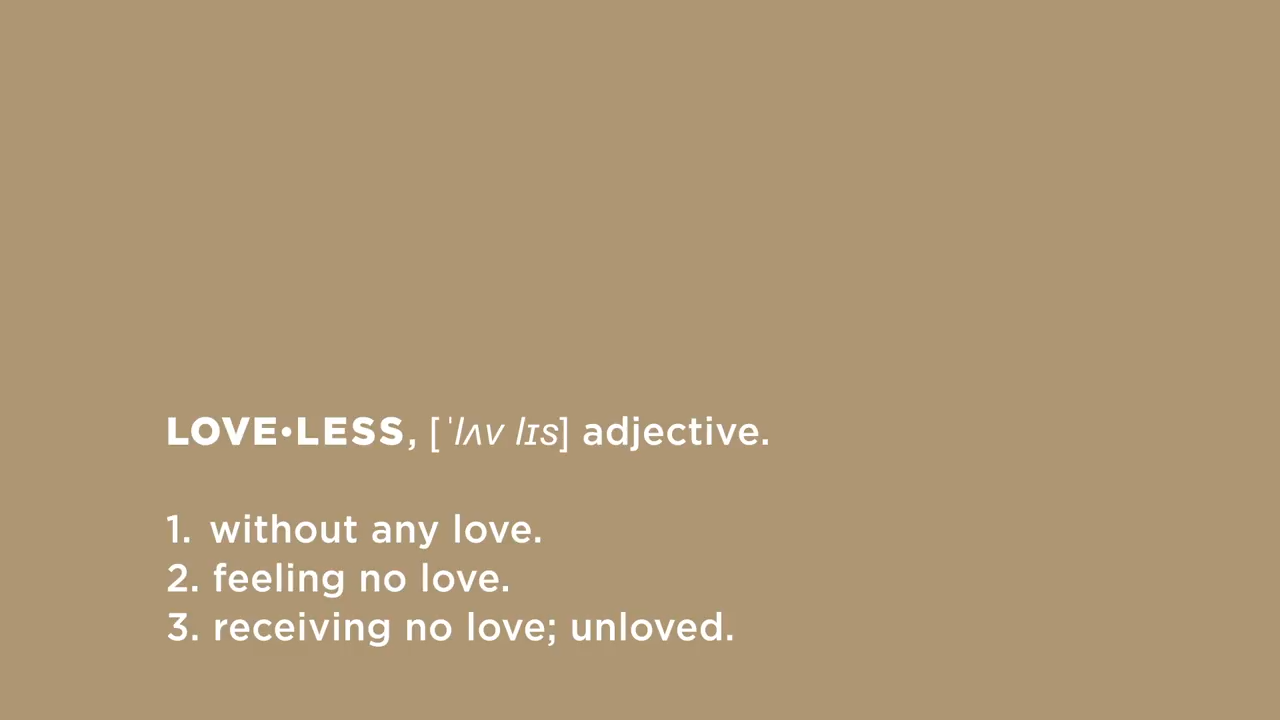 LOVE•LESS, [ˈlʌv lɪs] adjective.
1. without any love.
2. feeling no love.
3. receiving no love; unloved.